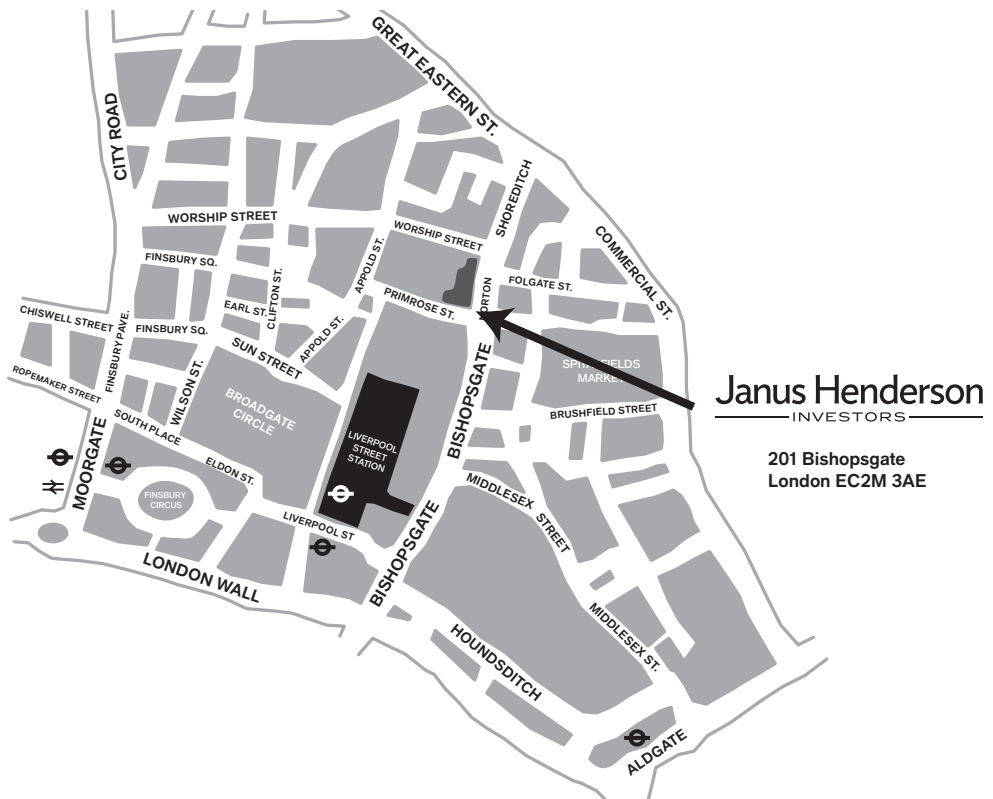 GREAT EASTERN ST.
CITY ROAD
SHOREDITCH
WORSHIP STREET
WORSHIP STREET
COMMERCIAL ST.
FINSBURY SQ.
APPOLD ST.
FOLGATE ST.
CLIFTON ST.
PRIMROSE ST.
EARL ST.
CHISWELL STREET
FINSBURY PAVE.
FINSBURY SQ.
APPOLD ST.
SUN STREET
BISHOPSGATE
SPITALFIELDS
MARKET
ROPEMAKER STREET
WILSON ST.
BROADGATE
CIRCLE
BRUSHFIELD STREET
Janus Henderson
INVESTORS
201 Bishopsgate
London EC2M 3AE
SOUTH PLACE
MOORGATE
LIVERPOOL
STREET
STATION
ELDON ST.
FINSBURY
CIRCUS
MIDDLESEX STREET
LIVERPOOL ST
BISHOPSGATE
LONDON WALL
MIDDLESEX ST.
HOUNDSDITCH
ALDGATE